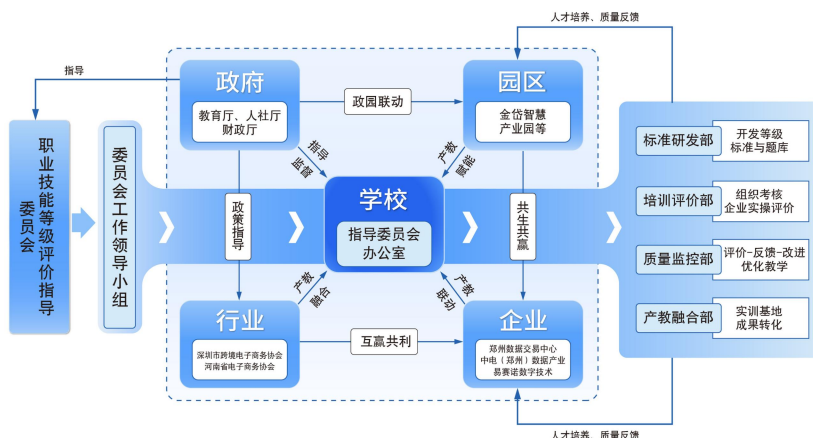 人才培养、质量反馈
指导
政府
教育厅、人社厅
财政厅
政园联动
园区
金岱智慧
产业园等
指导
监督
产教
赋能
职业技能等级评价指导
委员会
委员会工作领导小组
政策指导
学校
指导委员会
办公室
共生共赢
标准研发部
开发等级
标准与题库
培训评价部
组织考核
企业实操评价
质量监控部
评价-反馈-改进
优化教学
产教融合部
实训基地
成果转化
产教
融合
产教
联动
行业
深圳市跨境电子商务协会
河南省电子商务协会
互赢共利
企业
郑州数据交易中心
中电（郑州）数据产业
易赛诺数字技术
人才培养、质量反馈